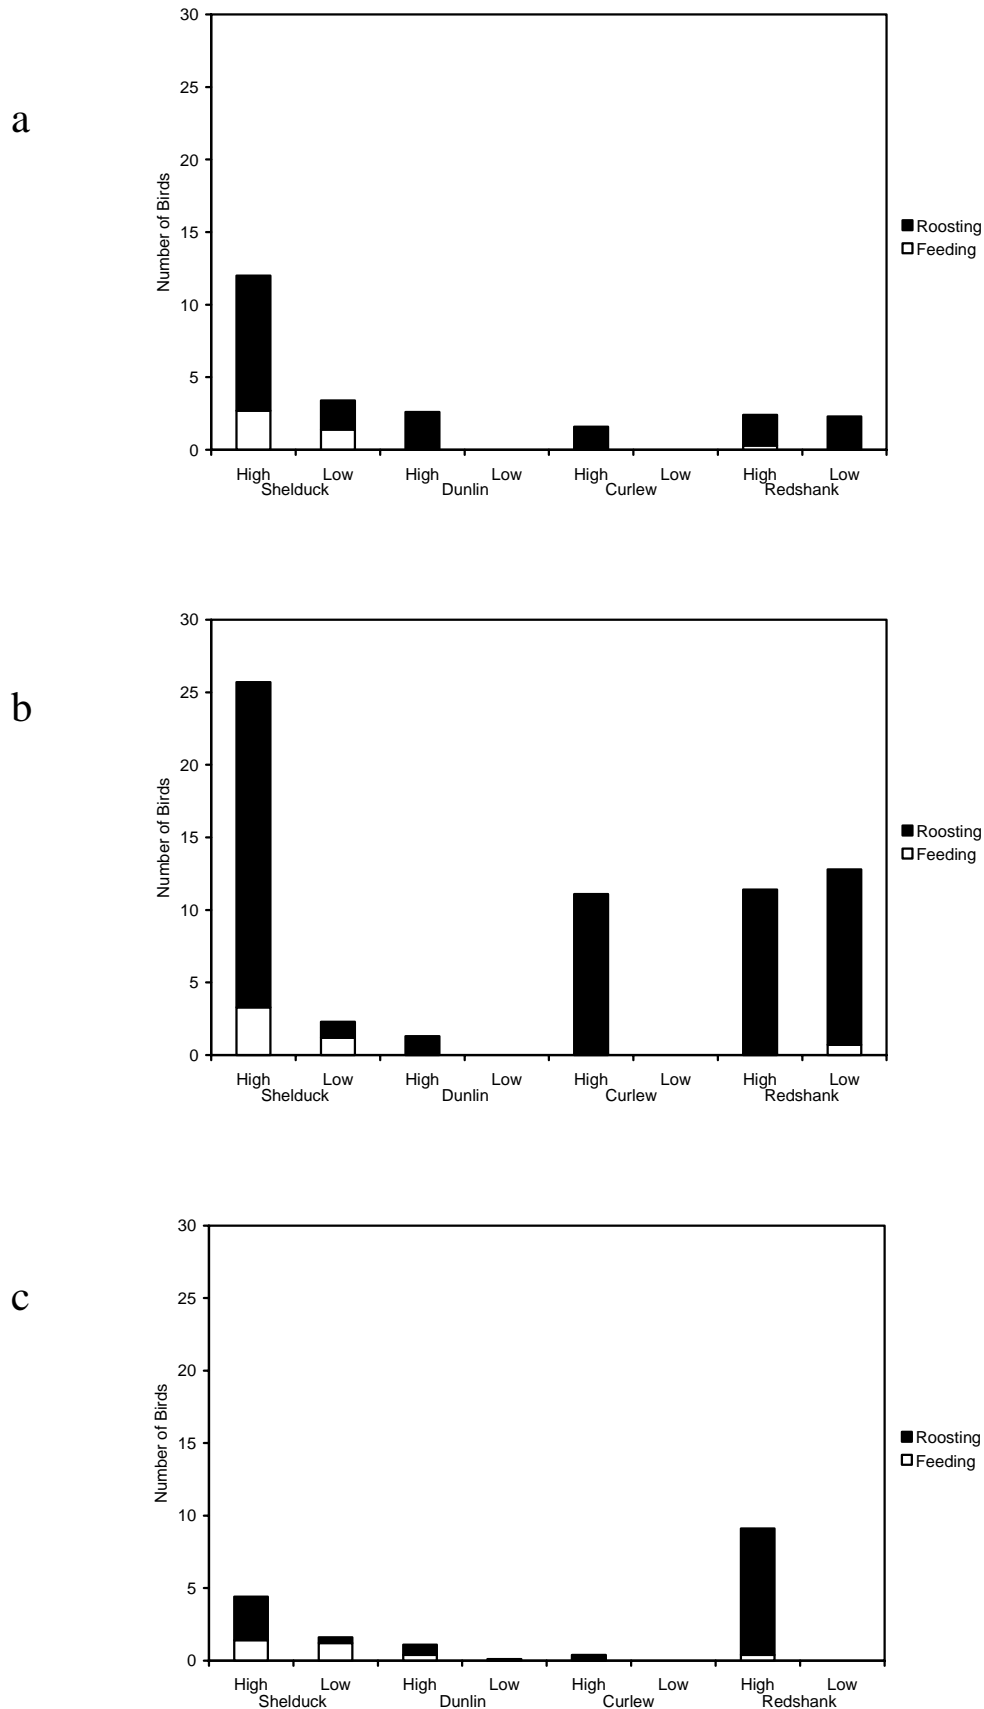 a
30
25
20
15
10
5
0
Number of Birds
High Low High Low High Low High Low
Shelduck Dunlin Curlew Redshank
Roosting
Feeding
b
30
25
20
15
10
5
0
Number of Birds
High Low High Low High Low High Low
Shelduck Dunlin Curlew Redshank
Roosting
Feeding
c
30
25
20
15
10
5
0
Number of Birds
High Low High Low High Low High Low
Shelduck Dunlin Curlew Redshank
Roosting
Feeding